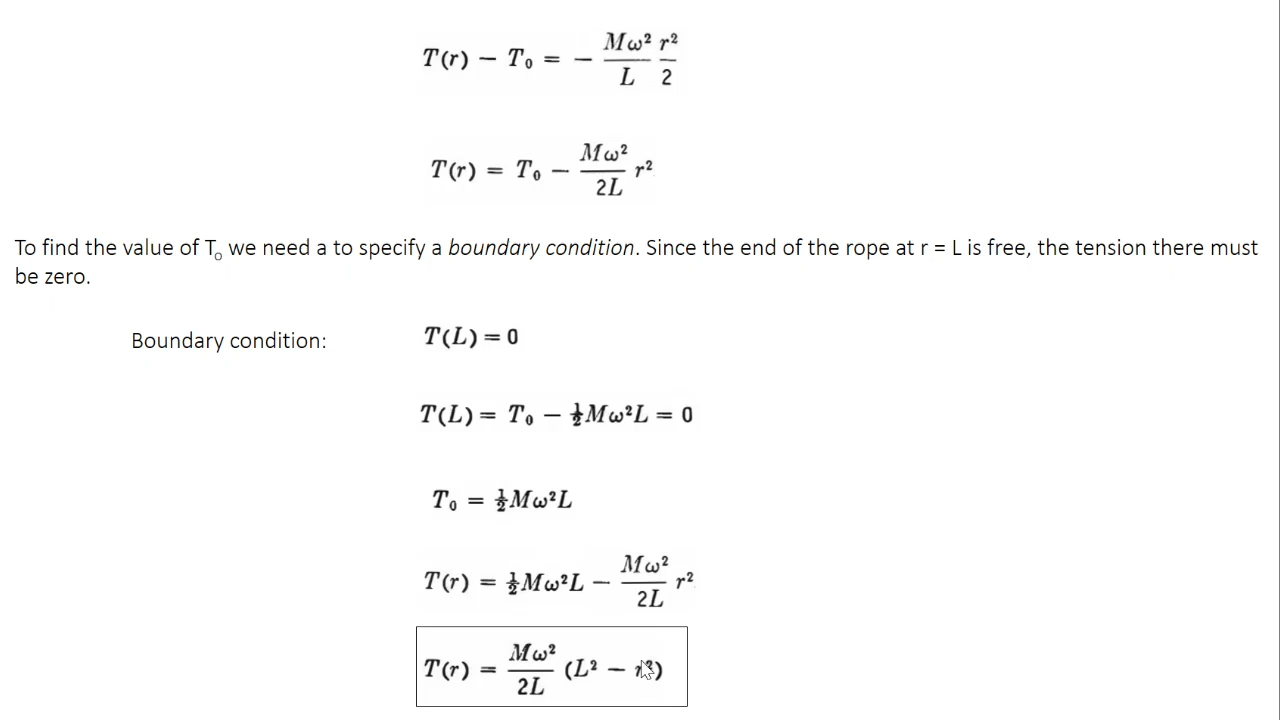 T(r) − T₀ = − Mω²/L r²/2
T(r) = T₀ − Mω²/2L r²
To find the value of T₀ we need a to specify a boundary condition. Since the end of the rope at r = L is free, the tension there must
be zero.
Boundary condition: T(L) = 0
T(L) = T₀ − ½Mω²L = 0
T₀ = ½Mω²L
T(r) = ½Mω²L − Mω²/2L r²
T(r) = Mω²/2L (L² − r²)